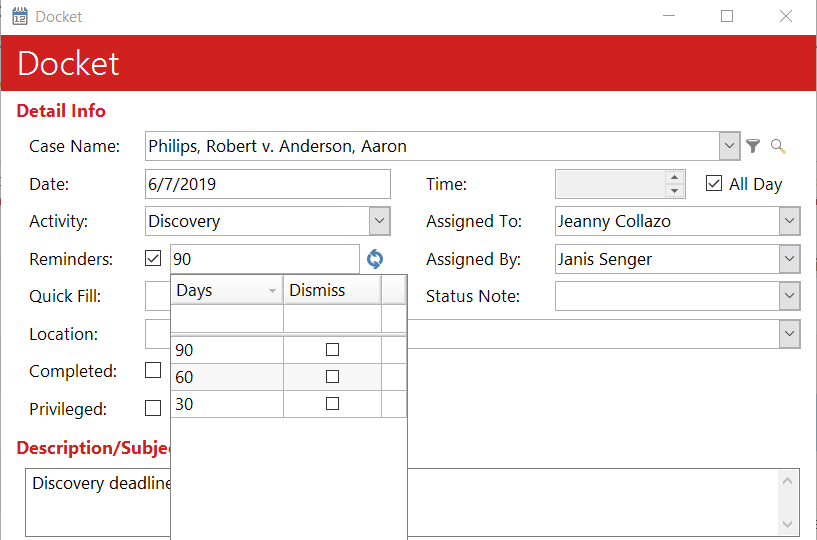 Docket
Docket
Detail Info
Case Name: Philips, Robert v. Anderson, Aaron
Date: 6/7/2019 Time: All Day
Activity: Discovery Assigned To: Jeanny Collazo
Reminders: 90 Assigned By: Janis Senger
Quick Fill: Days Dismiss Status Note:
Location:
90
Completed:
60
30
Privileged:
Description/Subje
Discovery deadline